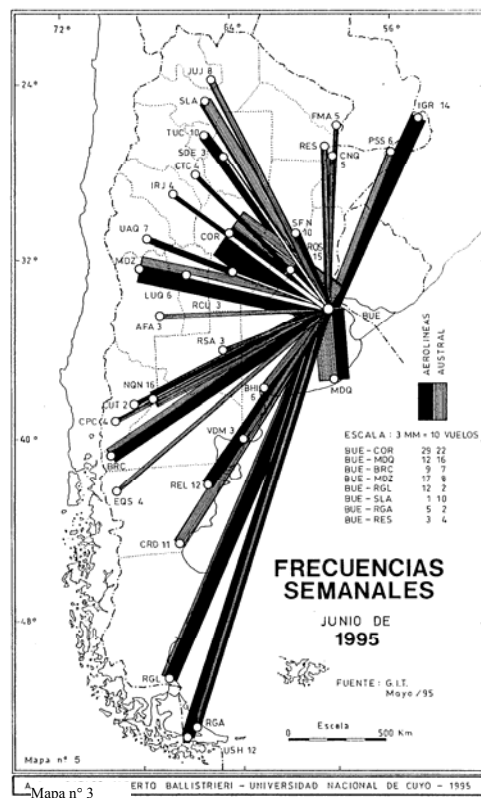 72° 64 56
JUJ 8
24°
SLA
IGR 14
TUC 10
FMA 5
SDE 3
RES
PSS 6
CTC 4
CNQ 5
IRJ 4
SFN 10
UAQ 7
COR
ROS 15
32°
MDZ
LUQ 6
RCU 3
BUE
AFA 3
AEROLINEAS
AUSTRAL
RSA 3
NQN 16
BHI 6
MDQ
CUT 2
CPC 4
ESCALA : 3 MM = 10 VUELOS
VDM 3
40°
BUE – COR 29 22
BUE – MDQ 12 16
BRC
BUE – BRC 9 7
BUE – MDZ 17 8
REL 12
BUE – RGL 12 2
EQS 4
BUE – SLA 1 10
BUE – RGA 5 2
BUE – RES 3 4
CRD 11
FRECUENCIAS
SEMANALES
48°
JUNIO DE
1995
RGL
FUENTE : G.I.T.
Mayo/95
RGA
Escala
0 500 Km
USH 12
Mapa n° 5
A ERTO BALLISTRIERI – UNIVERSIDAD NACIONAL DE CUYO – 1995
Mapa n° 3